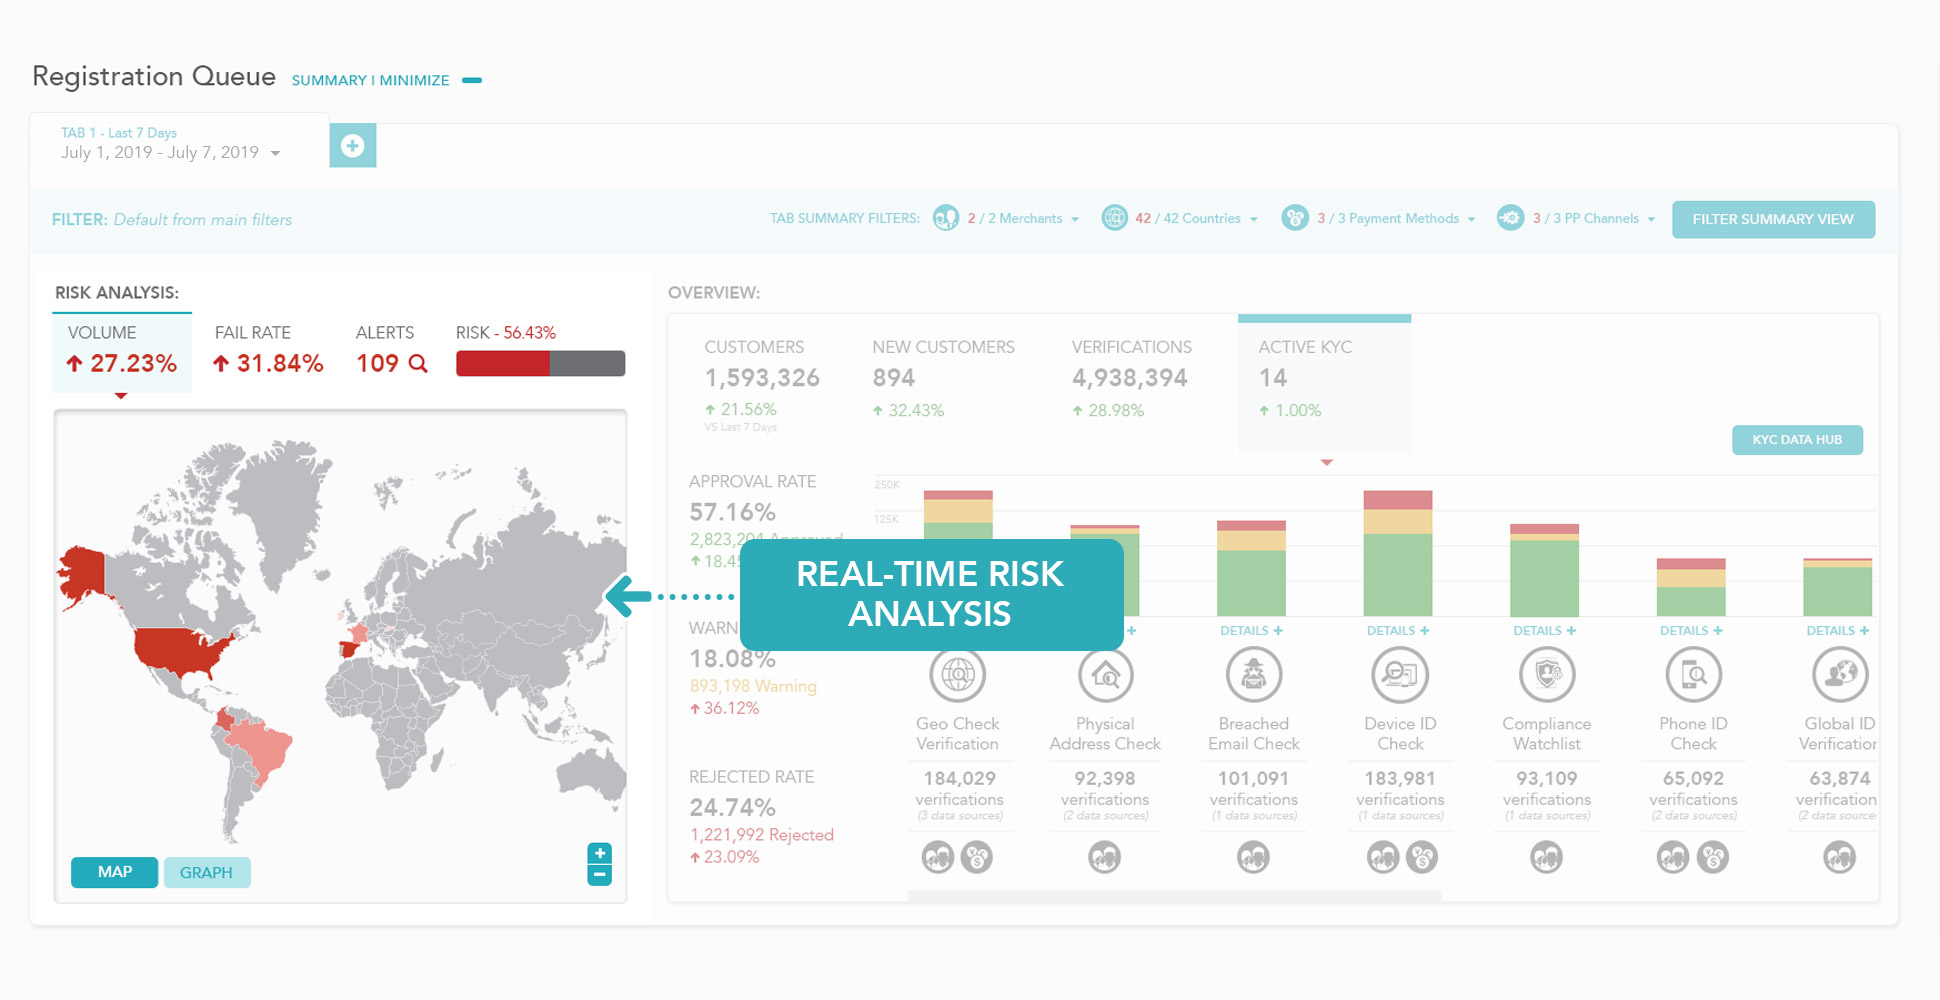 Registration Queue SUMMARY | MINIMIZE
TAB 1 - Last 7 Days
July 1, 2019 - July 7, 2019
FILTER: Default from main filters
TAB SUMMARY FILTERS: 2 / 2 Merchants 42 / 42 Countries 3 / 3 Payment Methods 3 / 3 PP Channels FILTER SUMMARY VIEW
RISK ANALYSIS:
VOLUME FAIL RATE ALERTS RISK - 56.43%
27.23% 31.84% 109
MAP GRAPH
OVERVIEW:
CUSTOMERS NEW CUSTOMERS VERIFICATIONS ACTIVE KYC
1,593,326 894 4,938,394 14
21.56% 32.43% 28.98% 1.00%
VS Last 7 Days
KYC DATA HUB
APPROVAL RATE
57.16%
2,823,204 Approved
18.45
250K
125K
REAL-TIME RISK
ANALYSIS
WARN
18.08%
893,198 Warning
36.12%
REJECTED RATE
24.74%
1,221,992 Rejected
23.09%
DETAILS + DETAILS + DETAILS + DETAILS + DETAILS +
Geo Check Physical Breached Device ID Compliance Phone ID Global ID
Verification Address Check Email Check Check Watchlist Check Verification
184,029 92,398 101,091 183,981 93,109 65,092 63,874
verifications verifications verifications verifications verifications verifications verification
(3 data sources) (2 data sources) (1 data sources) (1 data sources) (1 data sources) (2 data sources) (2 data source